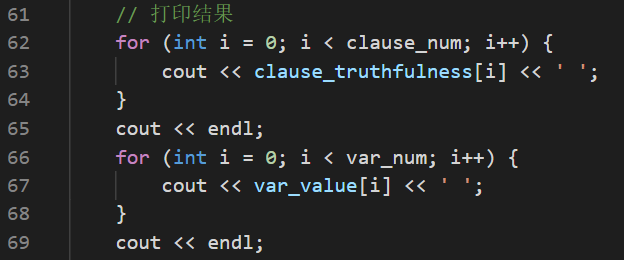 61 // 打印结果
62 for (int i = 0; i < clause_num; i++) {
63 cout << clause_truthfulness[i] << ' ';
64 }
65 cout << endl;
66 for (int i = 0; i < var_num; i++) {
67 cout << var_value[i] << ' ';
68 }
69 cout << endl;